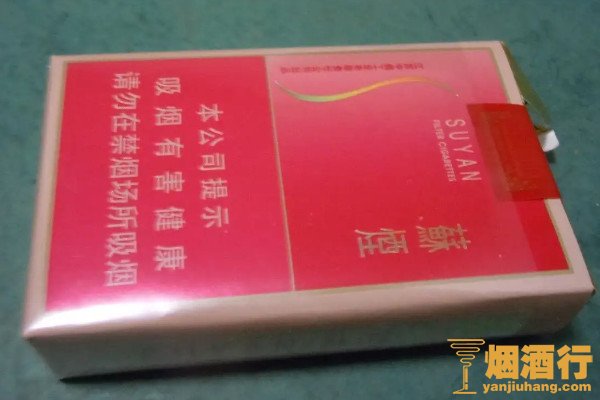 SUYAN
FILTER CIGARETTES
蘇煙
本公司提示
吸烟有害健康
请勿在禁烟场所吸烟
烟酒行
yanjiuhang.com